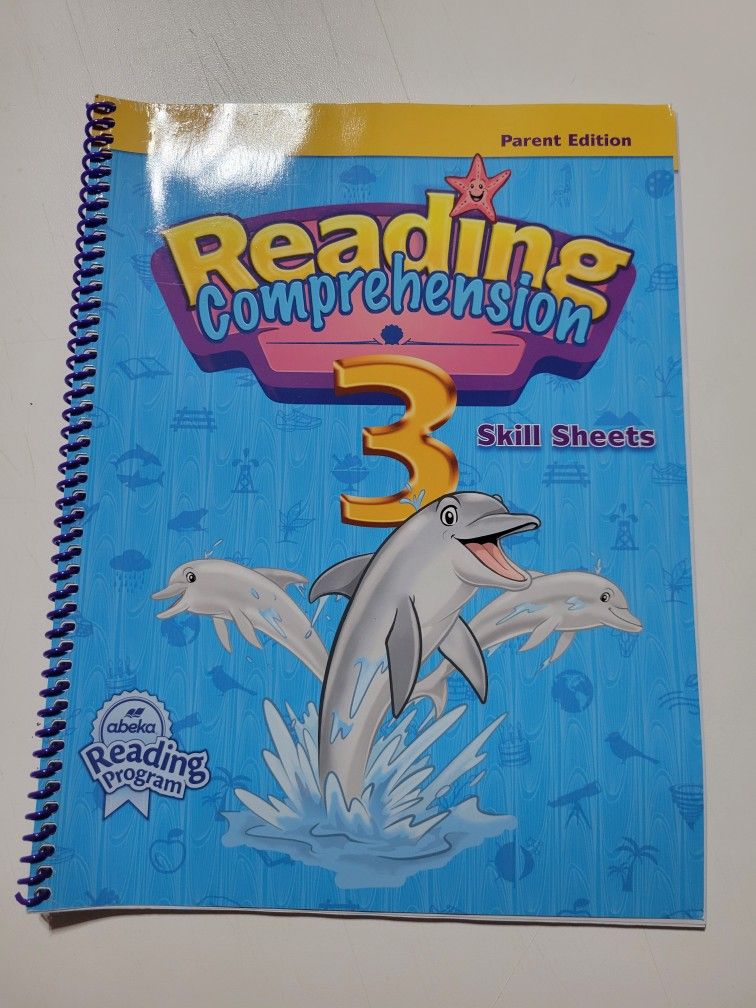 Parent Edition
Reading
Comprehension
3
Skill Sheets
abeka
Reading
Program